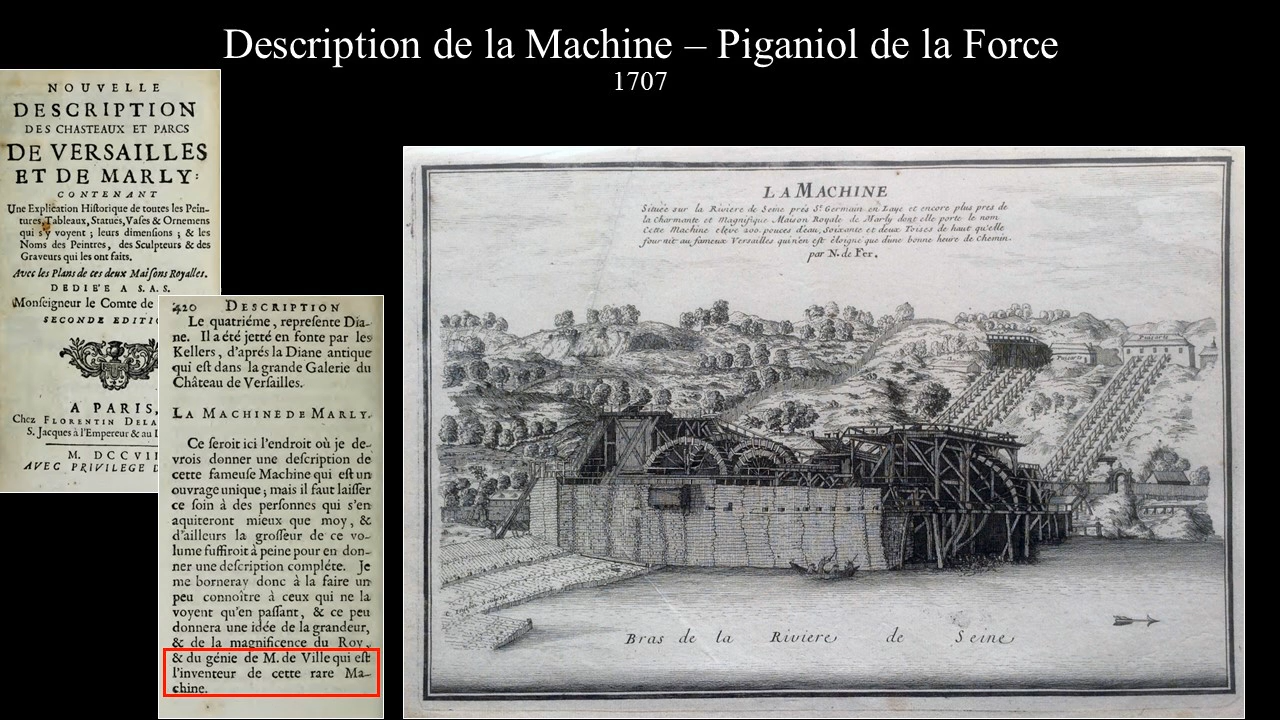 Description de la Machine – Piganiol de la Force
1707
NOUVELLE
DESCRIPTION
DES CHASTEAUX ET PARCS
DE VERSAILLES
ET DE MARLY:
CONTENANT
Une Explication Hiſtorique de toutes les Pein-
tures, Tableaux, Statues, Vaſes & Ornemens
qui s'y voyent ; leurs dimenſions ; & les
Noms des Peintres, des Sculpteurs & des
Graveurs qui les ont faits.
Avec les Plans de ces deux Maiſons Royalles.
DEDIE'E A S. A. S.
Monſeigneur le Comte de
SECONDE EDITIO
A PARIS,
Chez FLORENTIN DELA
S. Jacques à l'Empereur & au
M. DCCVII
AVEC PRIVILEGE D
420 DESCRIPTION
Le quatriéme, repreſente Dia-
ne. Il a été jetté en fonte par les
Kellers, d'aprés la Diane antique
qui eſt dans la grande Galerie du
Château de Verſailles.
LA MACHINE DE MARLY.
Ce ſeroit ici l'endroit où je de-
vrois donner une deſcription de
cette fameuſe Machine qui eſt un
ouvrage unique ; mais il faut laiſſer
ce ſoin à des perſonnes qui s'en
aquiteront mieux que moy, &
d'ailleurs la groſſeur de ce vo-
lume ſuffiroit à peine pour en don-
ner une deſcription compléte. Je
me borneray donc à la faire un
peu connoître à ceux qui ne la
voyent qu'en paſſant, & ce peu
donnera une idée de la grandeur,
& de la magnificence du Roy,
& du génie de M. de Ville qui eſt
l'inventeur de cette rare Ma-
chine.
LA MACHINE
Située sur la Riviere de Seine prés St. Germain en Laye et encore plus pres de
la Charmante et Magnifique Maison Royale de Marly dont elle porte le nom
Cette Machine eleve 200 pouces d'eau, Soixante et deux Toises de haut qu'elle
fournit au fameux Versailles qui n'en est éloigné que d'une bonne heure de Chemin.
par N. de Fer.
Bras de la Riviere de Seine